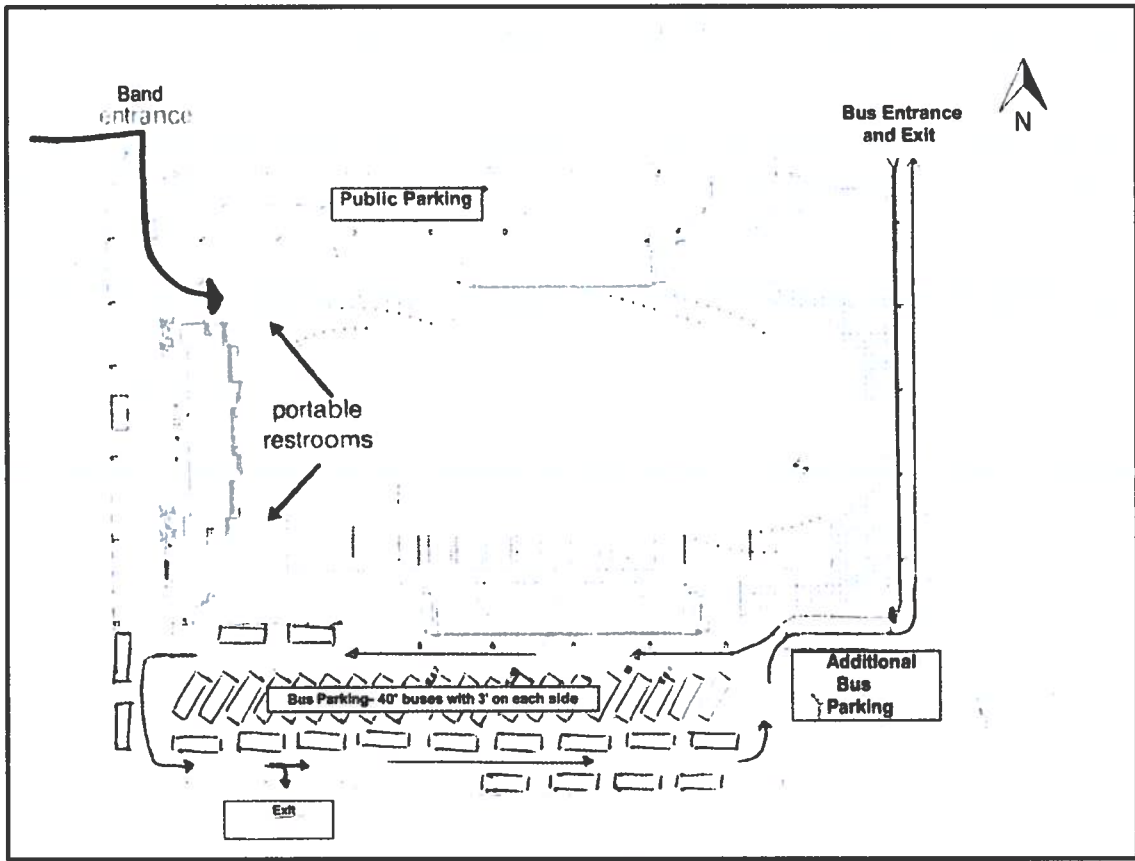 Band
entrance
Bus Entrance
and Exit
N
Public Parking
portable
restrooms
Additional
Bus
Parking
Bus Parking- 40' buses with 3' on each side
Exit